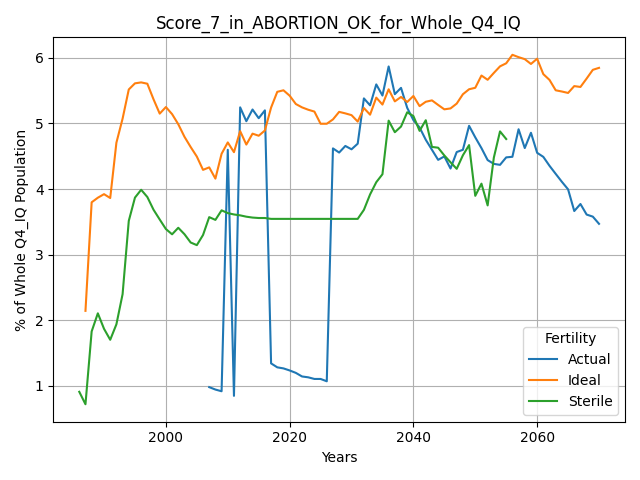 Score_7_in_ABORTION_OK_for_Whole_Q4_IQ
% of Whole Q4_IQ Population
6
5
4
3
2
1
2000
2020
2040
2060
Years
Fertility
Actual
Ideal
Sterile